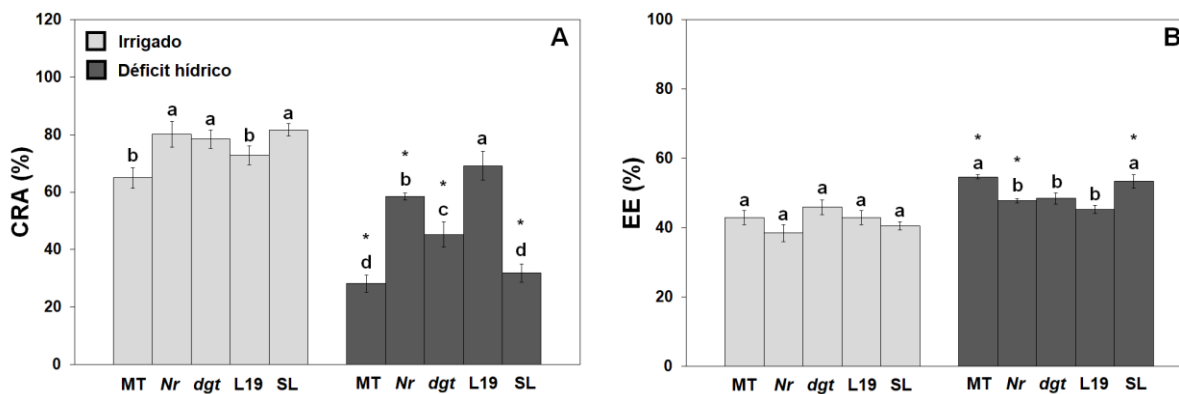 A
Irrigado
Déficit hídrico
CRA (%)
120
100
80
60
40
20
0
b a a b a
* * * *
d b c a d
MT Nr dgt L19 SL MT Nr dgt L19 SL
B
EE (%)
100
80
60
40
20
0
a a a a a
* * *
a b b b a
MT Nr dgt L19 SL MT Nr dgt L19 SL